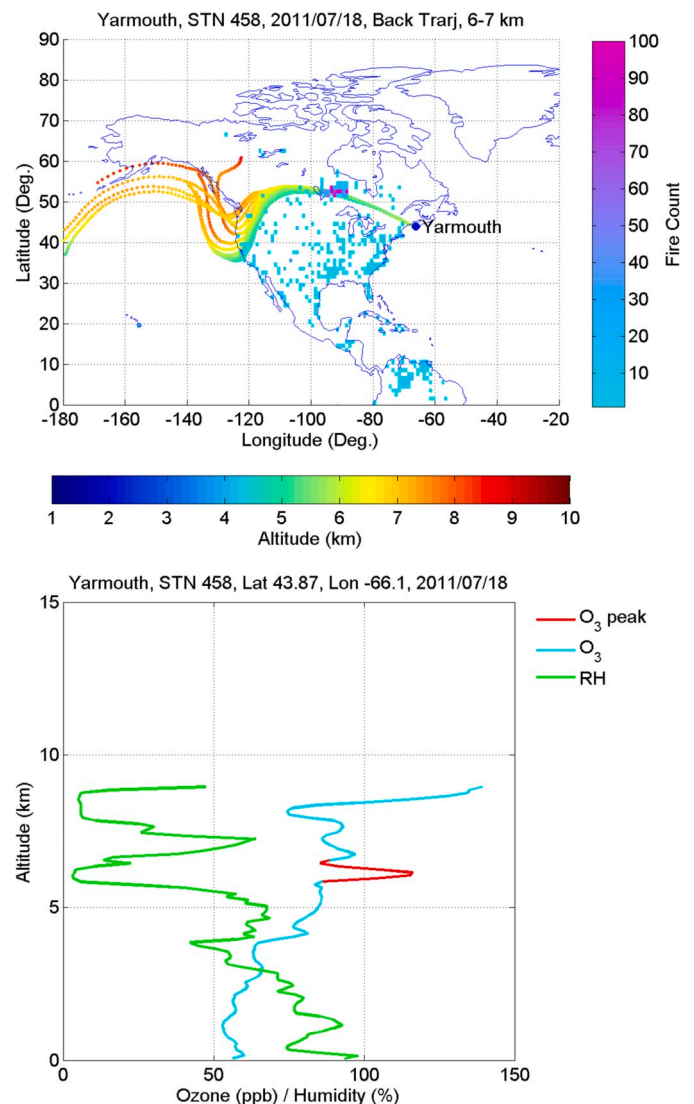 Yarmouth, STN 458, 2011/07/18, Back Trarj, 6-7 km
90
80
70
60
50
40
30
20
10
0
Latitude (Deg.)
Yarmouth
-180 -160 -140 -120 -100 -80 -60 -40 -20
Longitude (Deg.)
100
90
80
70
60
50
40
30
20
10
Fire Count
1 2 3 4 5 6 7 8 9 10
Altitude (km)
Yarmouth, STN 458, Lat 43.87, Lon -66.1, 2011/07/18
15
10
5
0
Altitude (km)
0 50 100 150
Ozone (ppb) / Humidity (%)
O3 peak
O3
RH